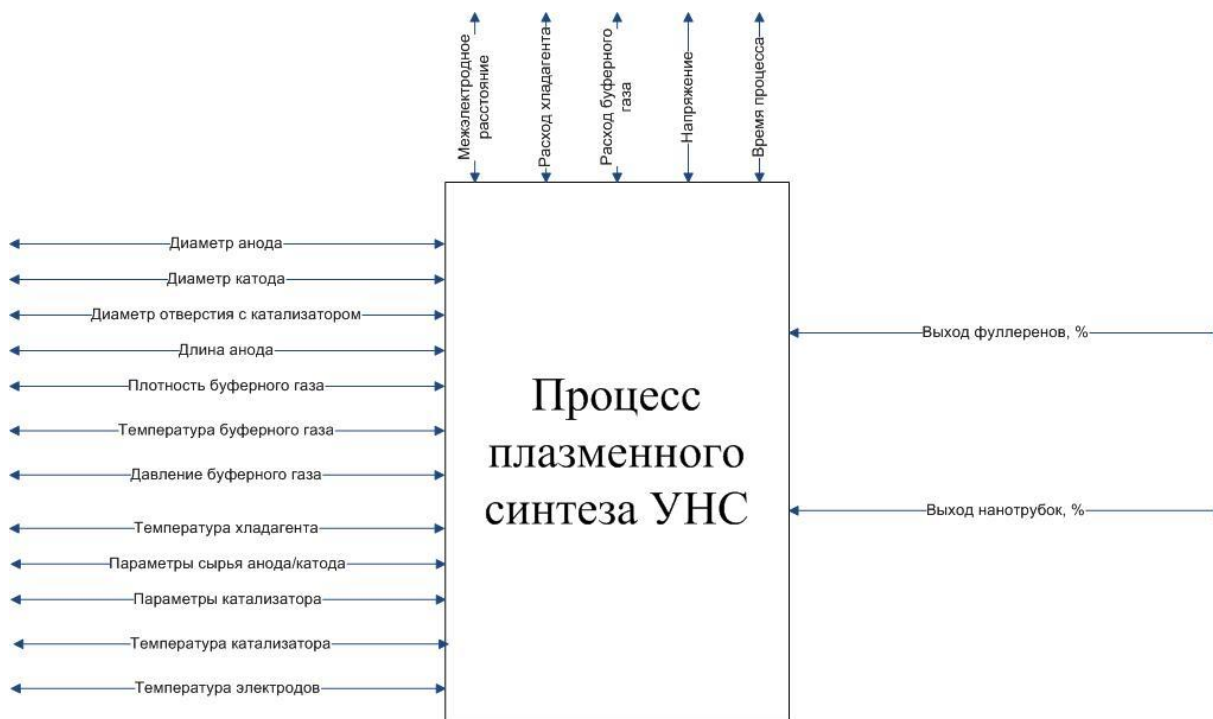 Межэлектродное
расстояние
Расход хладагента
Расход буферного
газа
Напряжение
Время процесса
Диаметр анода
Диаметр катода
Диаметр отверстия с катализатором
Длина анода
Плотность буферного газа
Температура буферного газа
Давление буферного газа
Температура хладагента
Параметры сырья анода/катода
Параметры катализатора
Температура катализатора
Температура электродов
Процесс
плазменного
синтеза УНС
Выход фуллеренов, %
Выход нанотрубок, %